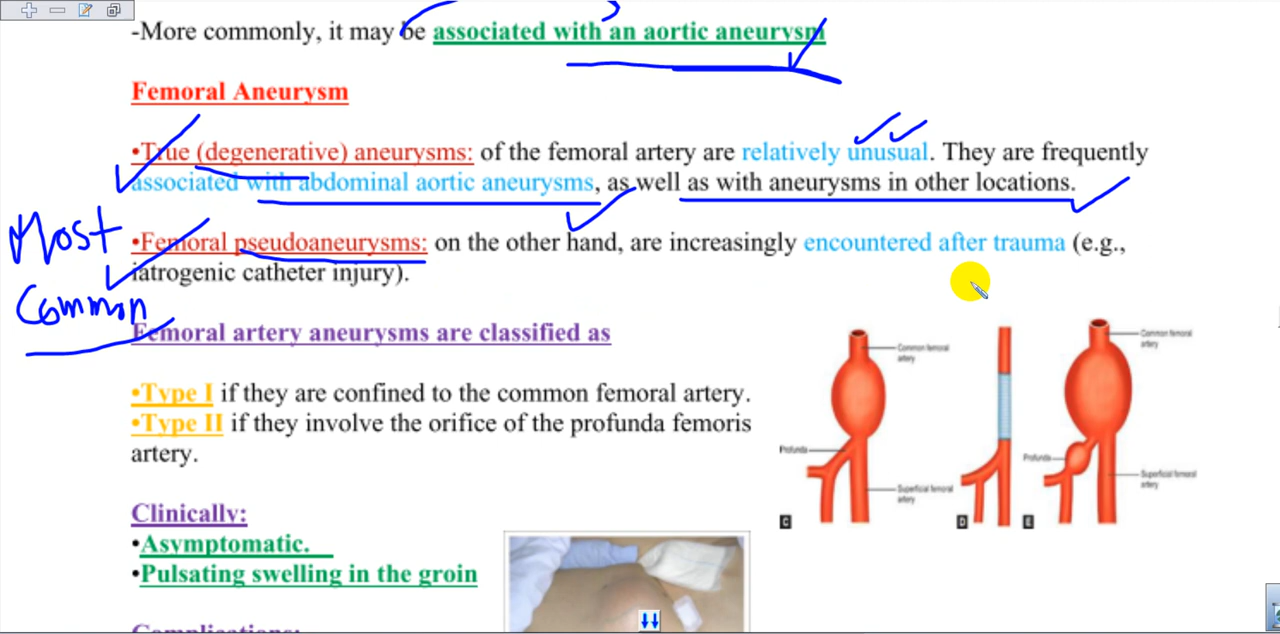 -More commonly, it may be associated with an aortic aneurysm
Femoral Aneurysm
•True (degenerative) aneurysms: of the femoral artery are relatively unusual. They are frequently
associated with abdominal aortic aneurysms, as well as with aneurysms in other locations.
Most
Common
•Femoral pseudoaneurysms: on the other hand, are increasingly encountered after trauma (e.g.,
iatrogenic catheter injury).
Femoral artery aneurysms are classified as
•Type I if they are confined to the common femoral artery.
•Type II if they involve the orifice of the profunda femoris
artery.
Common femoral
artery
Profunda
Superficial femoral
artery
C
D
Common femoral
artery
Profunda
Superficial femoral
artery
E
Clinically:
•Asymptomatic.
•Pulsating swelling in the groin
Complications: